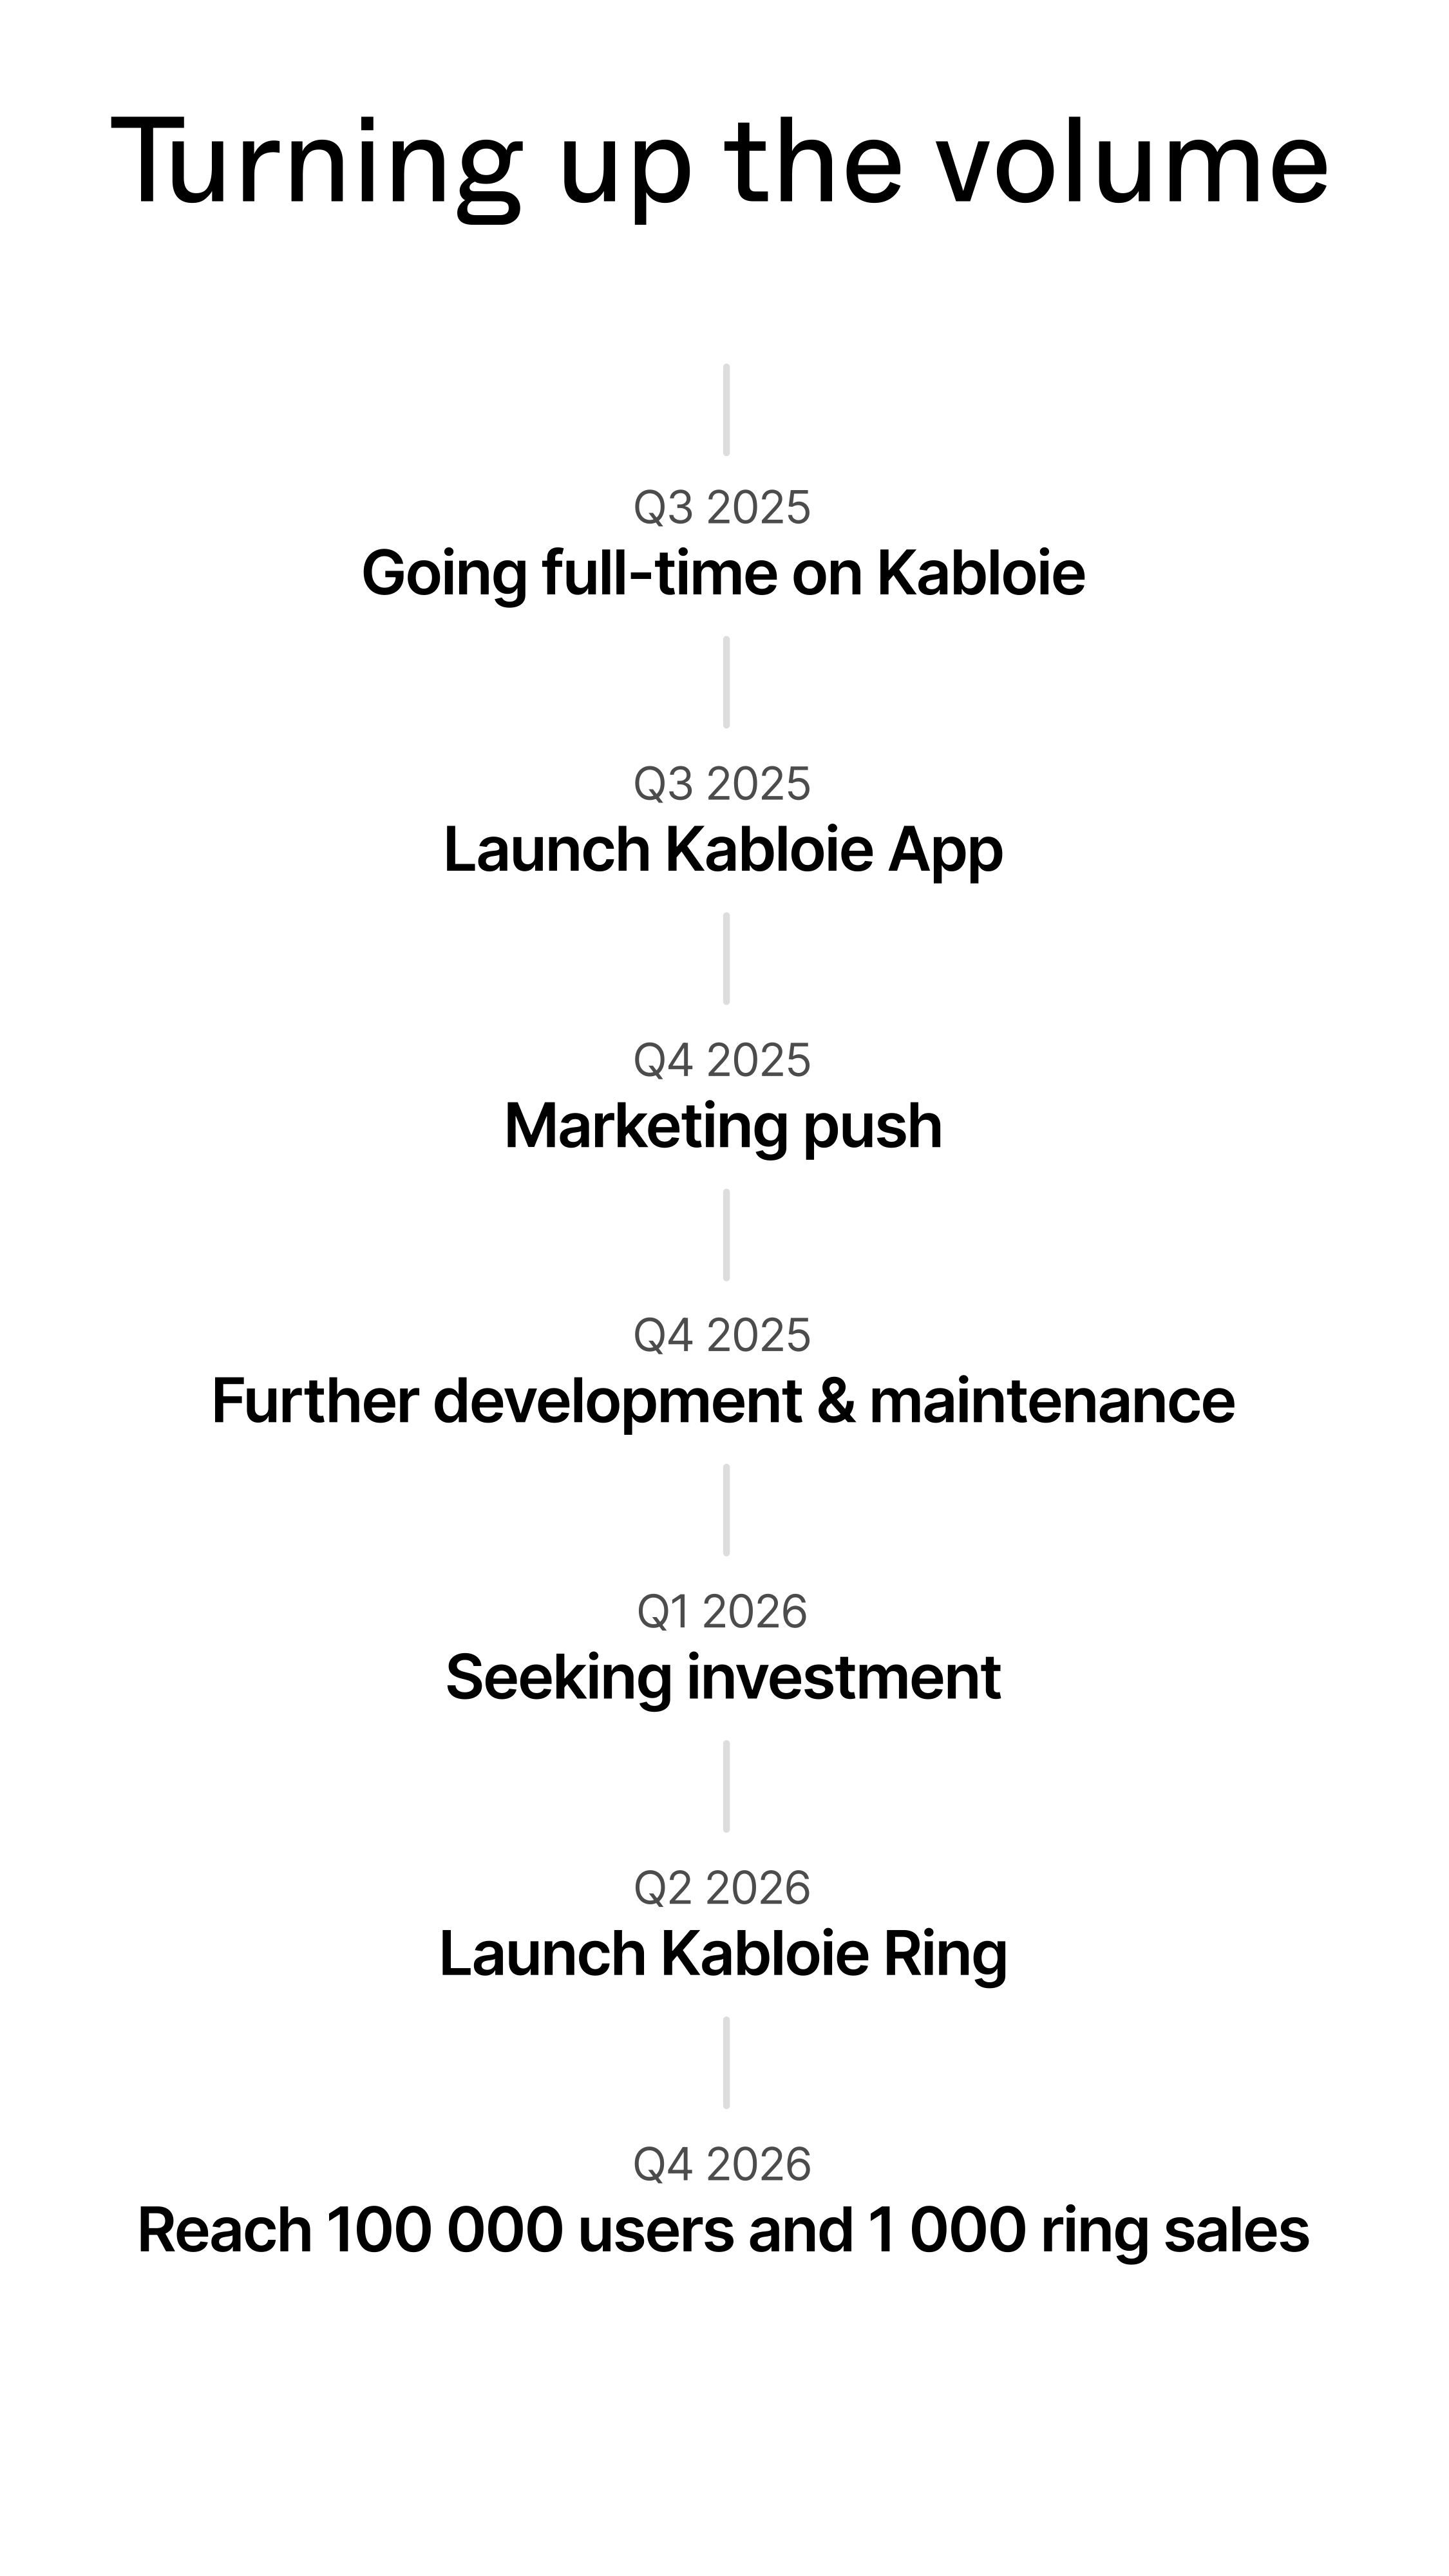 Turning up the volume
Q3 2025
Going full-time on Kabloie
Q3 2025
Launch Kabloie App
Q4 2025
Marketing push
Q4 2025
Further development & maintenance
Q1 2026
Seeking investment
Q2 2026
Launch Kabloie Ring
Q4 2026
Reach 100 000 users and 1 000 ring sales